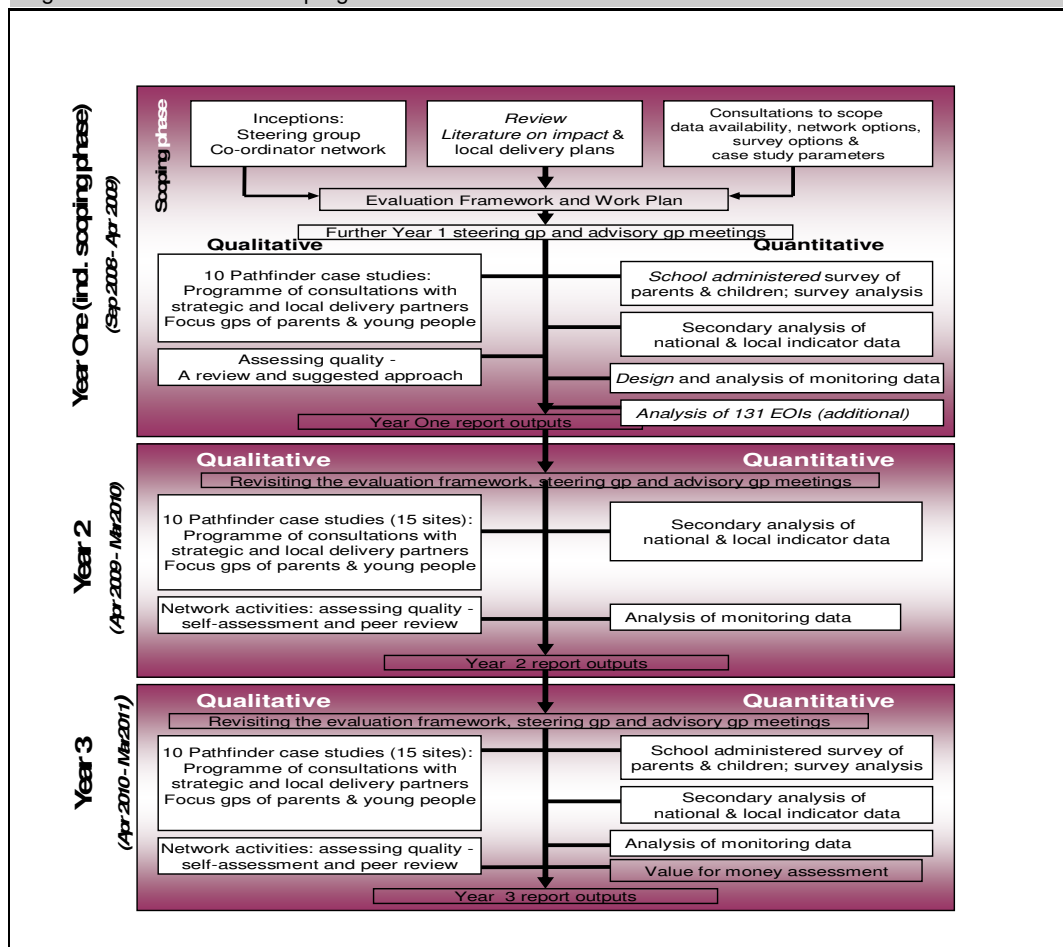 Year One (incl. scoping phase)
(Sep 2008 - Apr 2009)
Scoping phase
Inceptions:
Steering group
Co-ordinator network
Review
Literature on impact &
local delivery plans
Consultations to scope
data availability, network options,
survey options &
case study parameters
Evaluation Framework and Work Plan
Further Year 1 steering gp and advisory gp meetings
Qualitative
Quantitative
10 Pathfinder case studies:
Programme of consultations with
strategic and local delivery partners
Focus gps of parents & young people
School administered survey of
parents & children; survey analysis
Secondary analysis of
national & local indicator data
Assessing quality -
A review and suggested approach
Design and analysis of monitoring data
Analysis of 131 EOIs (additional)
Year One report outputs
Year 2
(Apr 2009 - Mar 2010)
Qualitative
Quantitative
Revisiting the evaluation framework, steering gp and advisory gp meetings
10 Pathfinder case studies (15 sites):
Programme of consultations with
strategic and local delivery partners
Focus gps of parents & young people
Secondary analysis of
national & local indicator data
Network activities: assessing quality -
self-assessment and peer review
Analysis of monitoring data
Year 2 report outputs
Year 3
(Apr 2010 - Mar 2011)
Qualitative
Quantitative
Revisiting the evaluation framework, steering gp and advisory gp meetings
10 Pathfinder case studies (15 sites):
Programme of consultations with
strategic and local delivery partners
Focus gps of parents & young people
School administered survey of
parents & children; survey analysis
Secondary analysis of
national & local indicator data
Network activities: assessing quality -
self-assessment and peer review
Analysis of monitoring data
Value for money assessment
Year 3 report outputs